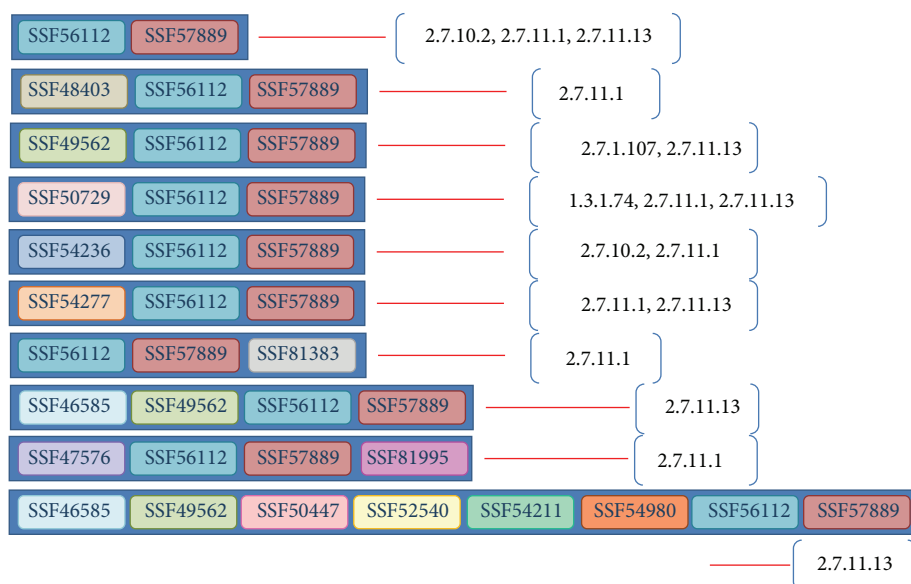 SSF56112 SSF57889 2.7.10.2, 2.7.11.1, 2.7.11.13
SSF48403 SSF56112 SSF57889 2.7.11.1
SSF49562 SSF56112 SSF57889 2.7.1.107, 2.7.11.13
SSF50729 SSF56112 SSF57889 1.3.1.74, 2.7.11.1, 2.7.11.13
SSF54236 SSF56112 SSF57889 2.7.10.2, 2.7.11.1
SSF54277 SSF56112 SSF57889 2.7.11.1, 2.7.11.13
SSF56112 SSF57889 SSF81383 2.7.11.1
SSF46585 SSF49562 SSF56112 SSF57889 2.7.11.13
SSF47576 SSF56112 SSF57889 SSF81995 2.7.11.1
SSF46585 SSF49562 SSF50447 SSF52540 SSF54211 SSF54980 SSF56112 SSF57889
2.7.11.13